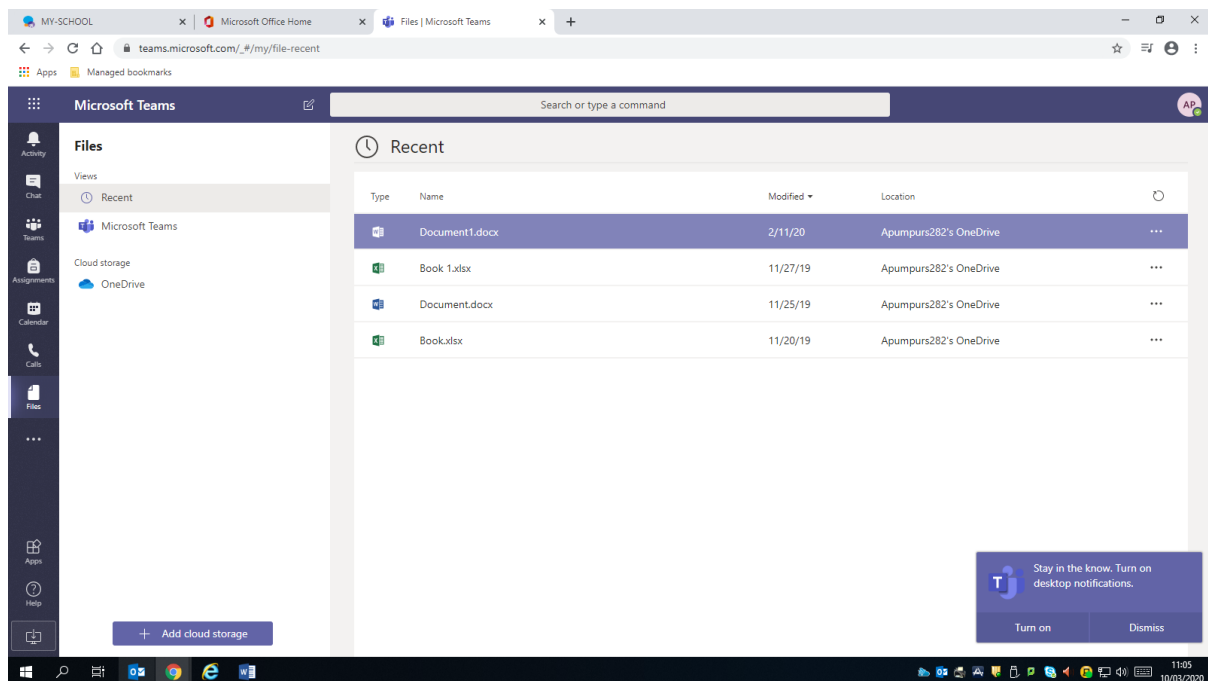 MY-SCHOOL
Microsoft Office Home
Files | Microsoft Teams
teams.microsoft.com/_#/my/file-recent
Apps
Managed bookmarks
Microsoft Teams
Search or type a command
AP
Activity
Chat
Teams
Assignments
Calendar
Calls
Files
Apps
Help
Files
Views
Recent
Microsoft Teams
Cloud storage
OneDrive
+ Add cloud storage
Recent
Type Name Modified Location
Document1.docx 2/11/20 Apumpurs282's OneDrive
Book 1.xlsx 11/27/19 Apumpurs282's OneDrive
Document.docx 11/25/19 Apumpurs282's OneDrive
Book.xlsx 11/20/19 Apumpurs282's OneDrive
Stay in the know. Turn on
desktop notifications.
Turn on Dismiss
11:05
10/03/2020